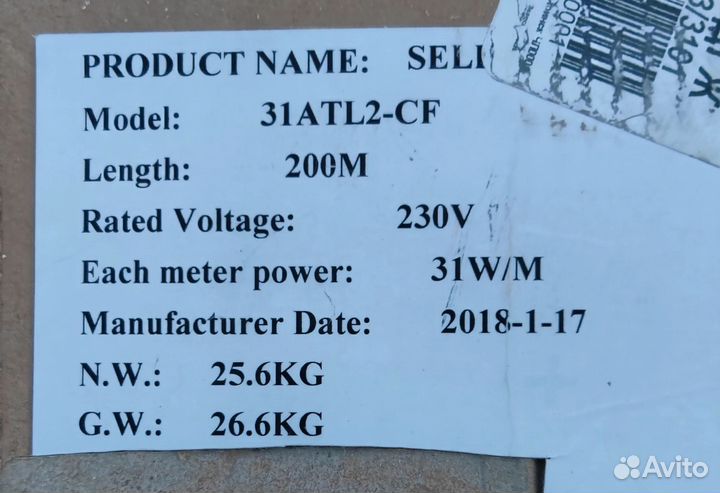 PRODUCT NAME: SELF
Model: 31ATL2-CF
Length: 200M
Rated Voltage: 230V
Each meter power: 31W/M
Manufacturer Date: 2018-1-17
N.W.: 25.6KG
G.W.: 26.6KG
Avito